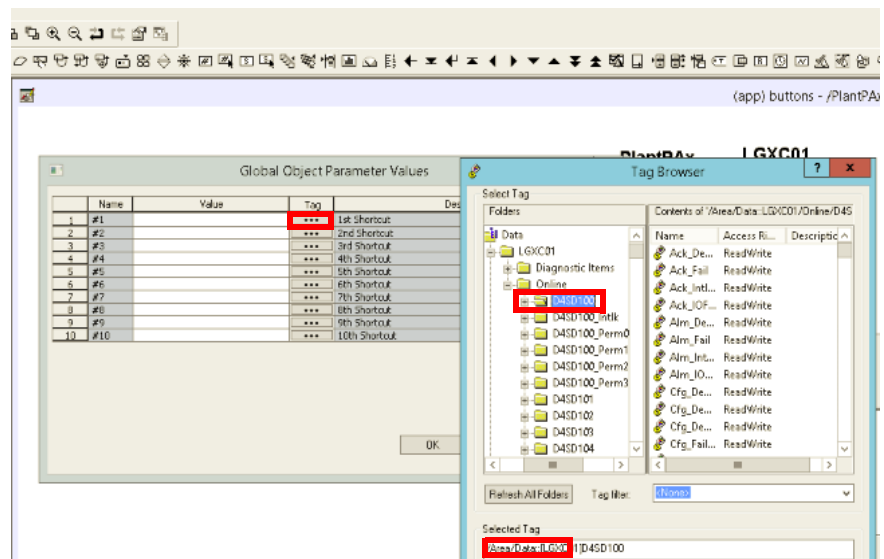 (app) buttons - /PlantPAx
PlantPAx LGXC01
Global Object Parameter Values
Name Value Tag Des
1 #1 ••• 1st Shortcut
2 #2 ••• 2nd Shortcut
3 #3 ••• 3rd Shortcut
4 #4 ••• 4th Shortcut
5 #5 ••• 5th Shortcut
6 #6 ••• 6th Shortcut
7 #7 ••• 7th Shortcut
8 #8 ••• 8th Shortcut
9 #9 ••• 9th Shortcut
10 #10 ••• 10th Shortcut
OK
Tag Browser ? x
Select Tag
Folders
Data
LGXC01
Diagnostic Items
Online
D4SD100
D4SD100_Intlk
D4SD100_Perm0
D4SD100_Perm1
D4SD100_Perm2
D4SD100_Perm3
D4SD101
D4SD102
D4SD103
D4SD104
Contents of '/Area/Data::LGXC01/Online/D4S
Name Access Ri... Descriptic
Ack_De... ReadWrite
Ack_Fail ReadWrite
Ack_Intl... ReadWrite
Ack_IOF... ReadWrite
Alm_De... ReadWrite
Alm_Fail ReadWrite
Alm_Int... ReadWrite
Alm_IO... ReadWrite
Cfg_De... ReadWrite
Cfg_De... ReadWrite
Cfg_De... ReadWrite
Cfg_Fail... ReadWrite
Refresh All Folders Tag filter: <None>
Selected Tag
/Area/Data::[LGXC01]D4SD100